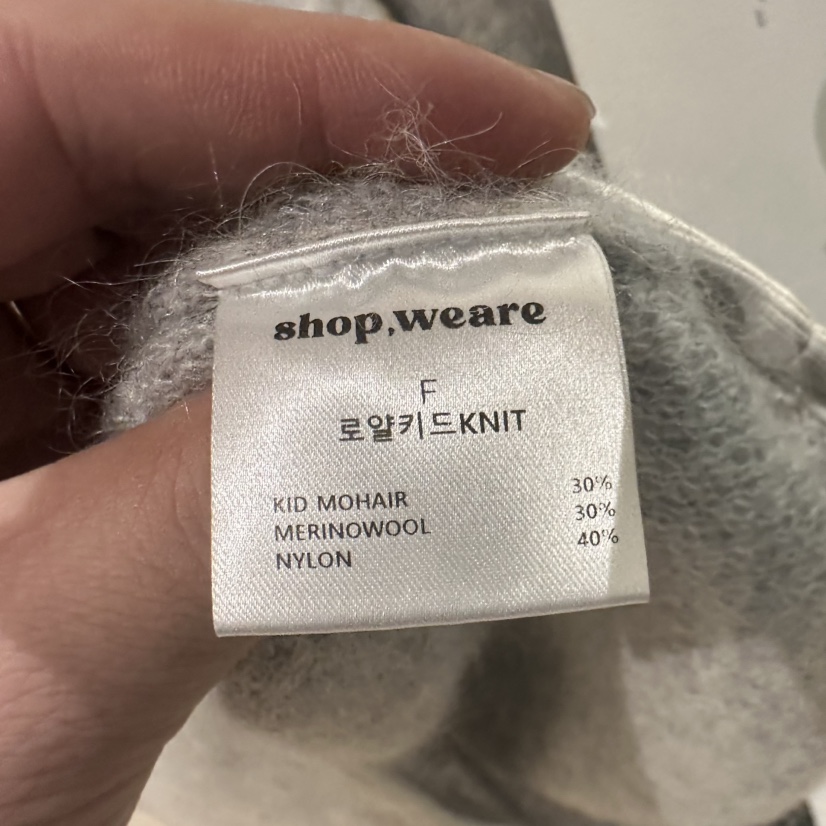 shop,weare
F
로얄키드KNIT
KID MOHAIR 30%
MERINOWOOL 30%
NYLON 40%